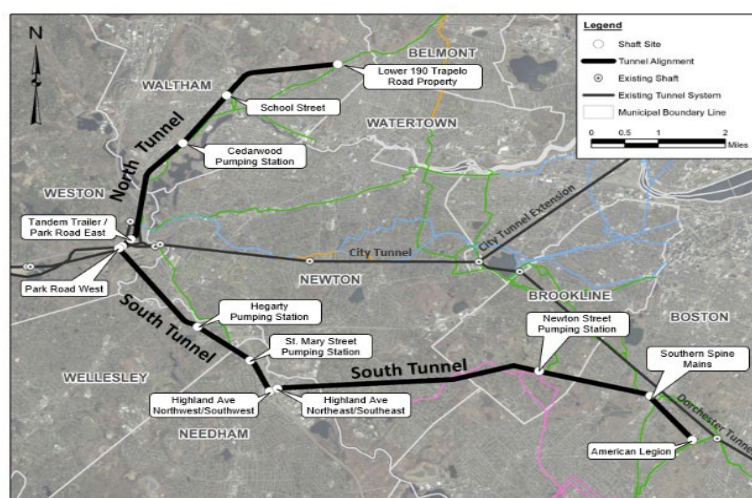 Legend
Shaft Site
Tunnel Alignment
Existing Shaft
Existing Tunnel System
Municipal Boundary Line
0 0.5 1 2
Miles
N
BELMONT
Lower 190 Trapelo
Road Property
WALTHAM
School Street
WATERTOWN
Cedarwood
Pumping Station
North Tunnel
WESTON
Tandem Trailer /
Park Road East
City Tunnel Extension
City Tunnel
NEWTON
Park Road West
BROOKLINE
Hegarty
Pumping Station
Newton Street
Pumping Station
BOSTON
South Tunnel
St. Mary Street
Pumping Station
Southern Spine
Mains
South Tunnel
WELLESLEY
Highland Ave
Northwest/Southwest
Highland Ave
Northeast/Southeast
Dorchester Tunnel
NEEDHAM
American Legion